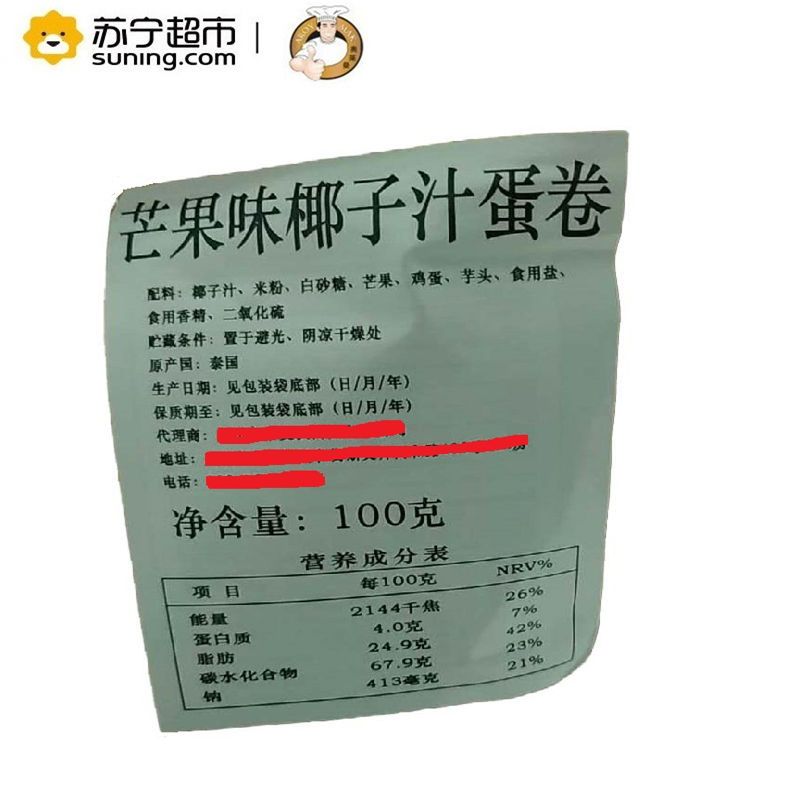 苏宁超市
suning.com
芒果味椰子汁蛋卷
配料：椰子汁、米粉、白砂糖、芒果、鸡蛋、芋头、食用盐、
食用香精、二氧化硫
贮藏条件：置于避光、阴凉干燥处
原产国：泰国
生产日期：见包装袋底部（日/月/年）
保质期至：见包装袋底部（日/月/年）
代理商：
地址：
电话：
净含量：100克
营养成分表
项目 每100克 NRV%
能量 2144千焦 26%
蛋白质 4.0克 7%
脂肪 24.9克 42%
碳水化合物 67.9克 23%
钠 413毫克 21%